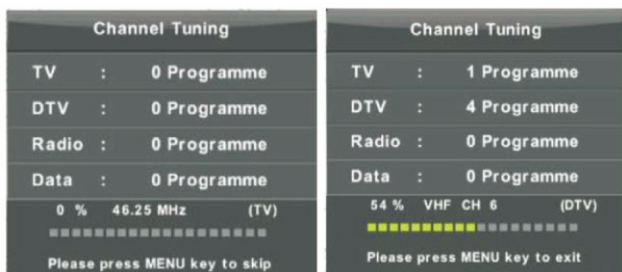 Channel Tuning
TV : 0 Programme
DTV : 0 Programme
Radio : 0 Programme
Data : 0 Programme
0 % 46.25 MHz (TV)
Please press MENU key to skip
Channel Tuning
TV : 1 Programme
DTV : 4 Programme
Radio : 0 Programme
Data : 0 Programme
54 % VHF CH 6 (DTV)
Please press MENU key to exit